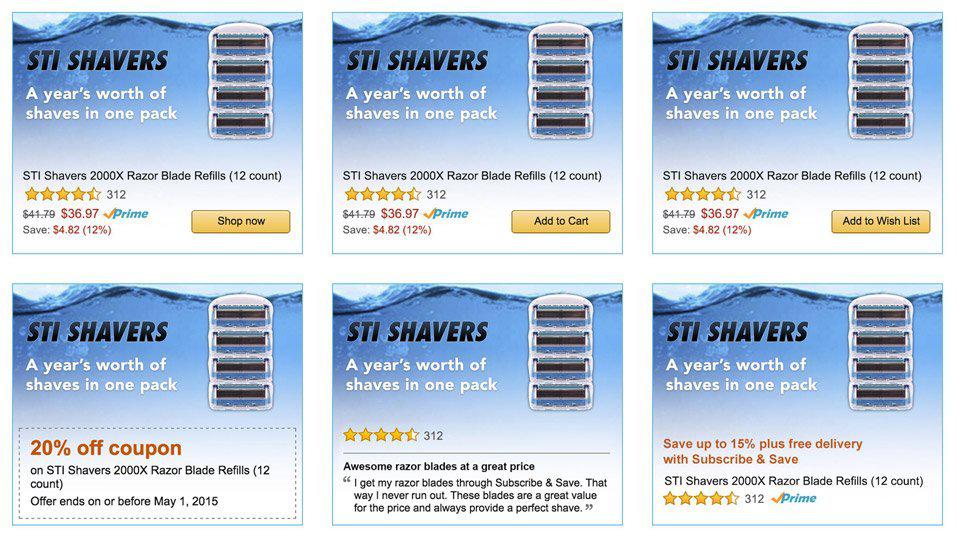 STI SHAVERS
A year's worth of
shaves in one pack
STI Shavers 2000X Razor Blade Refills (12 count)
312
$41.79 $36.97 Prime
Save: $4.82 (12%)
Shop now
STI SHAVERS
A year's worth of
shaves in one pack
STI Shavers 2000X Razor Blade Refills (12 count)
312
$41.79 $36.97 Prime
Save: $4.82 (12%)
Add to Cart
STI SHAVERS
A year's worth of
shaves in one pack
STI Shavers 2000X Razor Blade Refills (12 count)
312
$41.79 $36.97 Prime
Save: $4.82 (12%)
Add to Wish List
STI SHAVERS
A year's worth of
shaves in one pack
20% off coupon
on STI Shavers 2000X Razor Blade Refills (12
count)
Offer ends on or before May 1, 2015
STI SHAVERS
A year's worth of
shaves in one pack
312
Awesome razor blades at a great price
“ I get my razor blades through Subscribe & Save. That
way I never run out. These blades are a great value
for the price and always provide a perfect shave. ”
STI SHAVERS
A year's worth of
shaves in one pack
Save up to 15% plus free delivery
with Subscribe & Save
STI Shavers 2000X Razor Blade Refills (12 count)
312 Prime